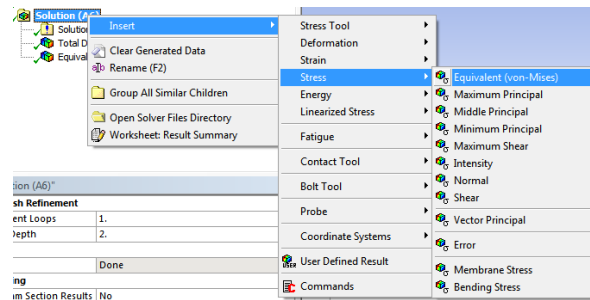 Solution (A6)
Solutio
Total D
Equival
Insert
Clear Generated Data
Rename (F2)
Group All Similar Children
Open Solver Files Directory
Worksheet: Result Summary
Stress Tool
Deformation
Strain
Stress
Energy
Linearized Stress
Fatigue
Contact Tool
Bolt Tool
Probe
Coordinate Systems
User Defined Result
Commands
Equivalent (von-Mises)
Maximum Principal
Middle Principal
Minimum Principal
Maximum Shear
Intensity
Normal
Shear
Vector Principal
Error
Membrane Stress
Bending Stress
tion (A6)"
sh Refinement
ent Loops 1.
Depth 2.
Done
ng
am Section Results No